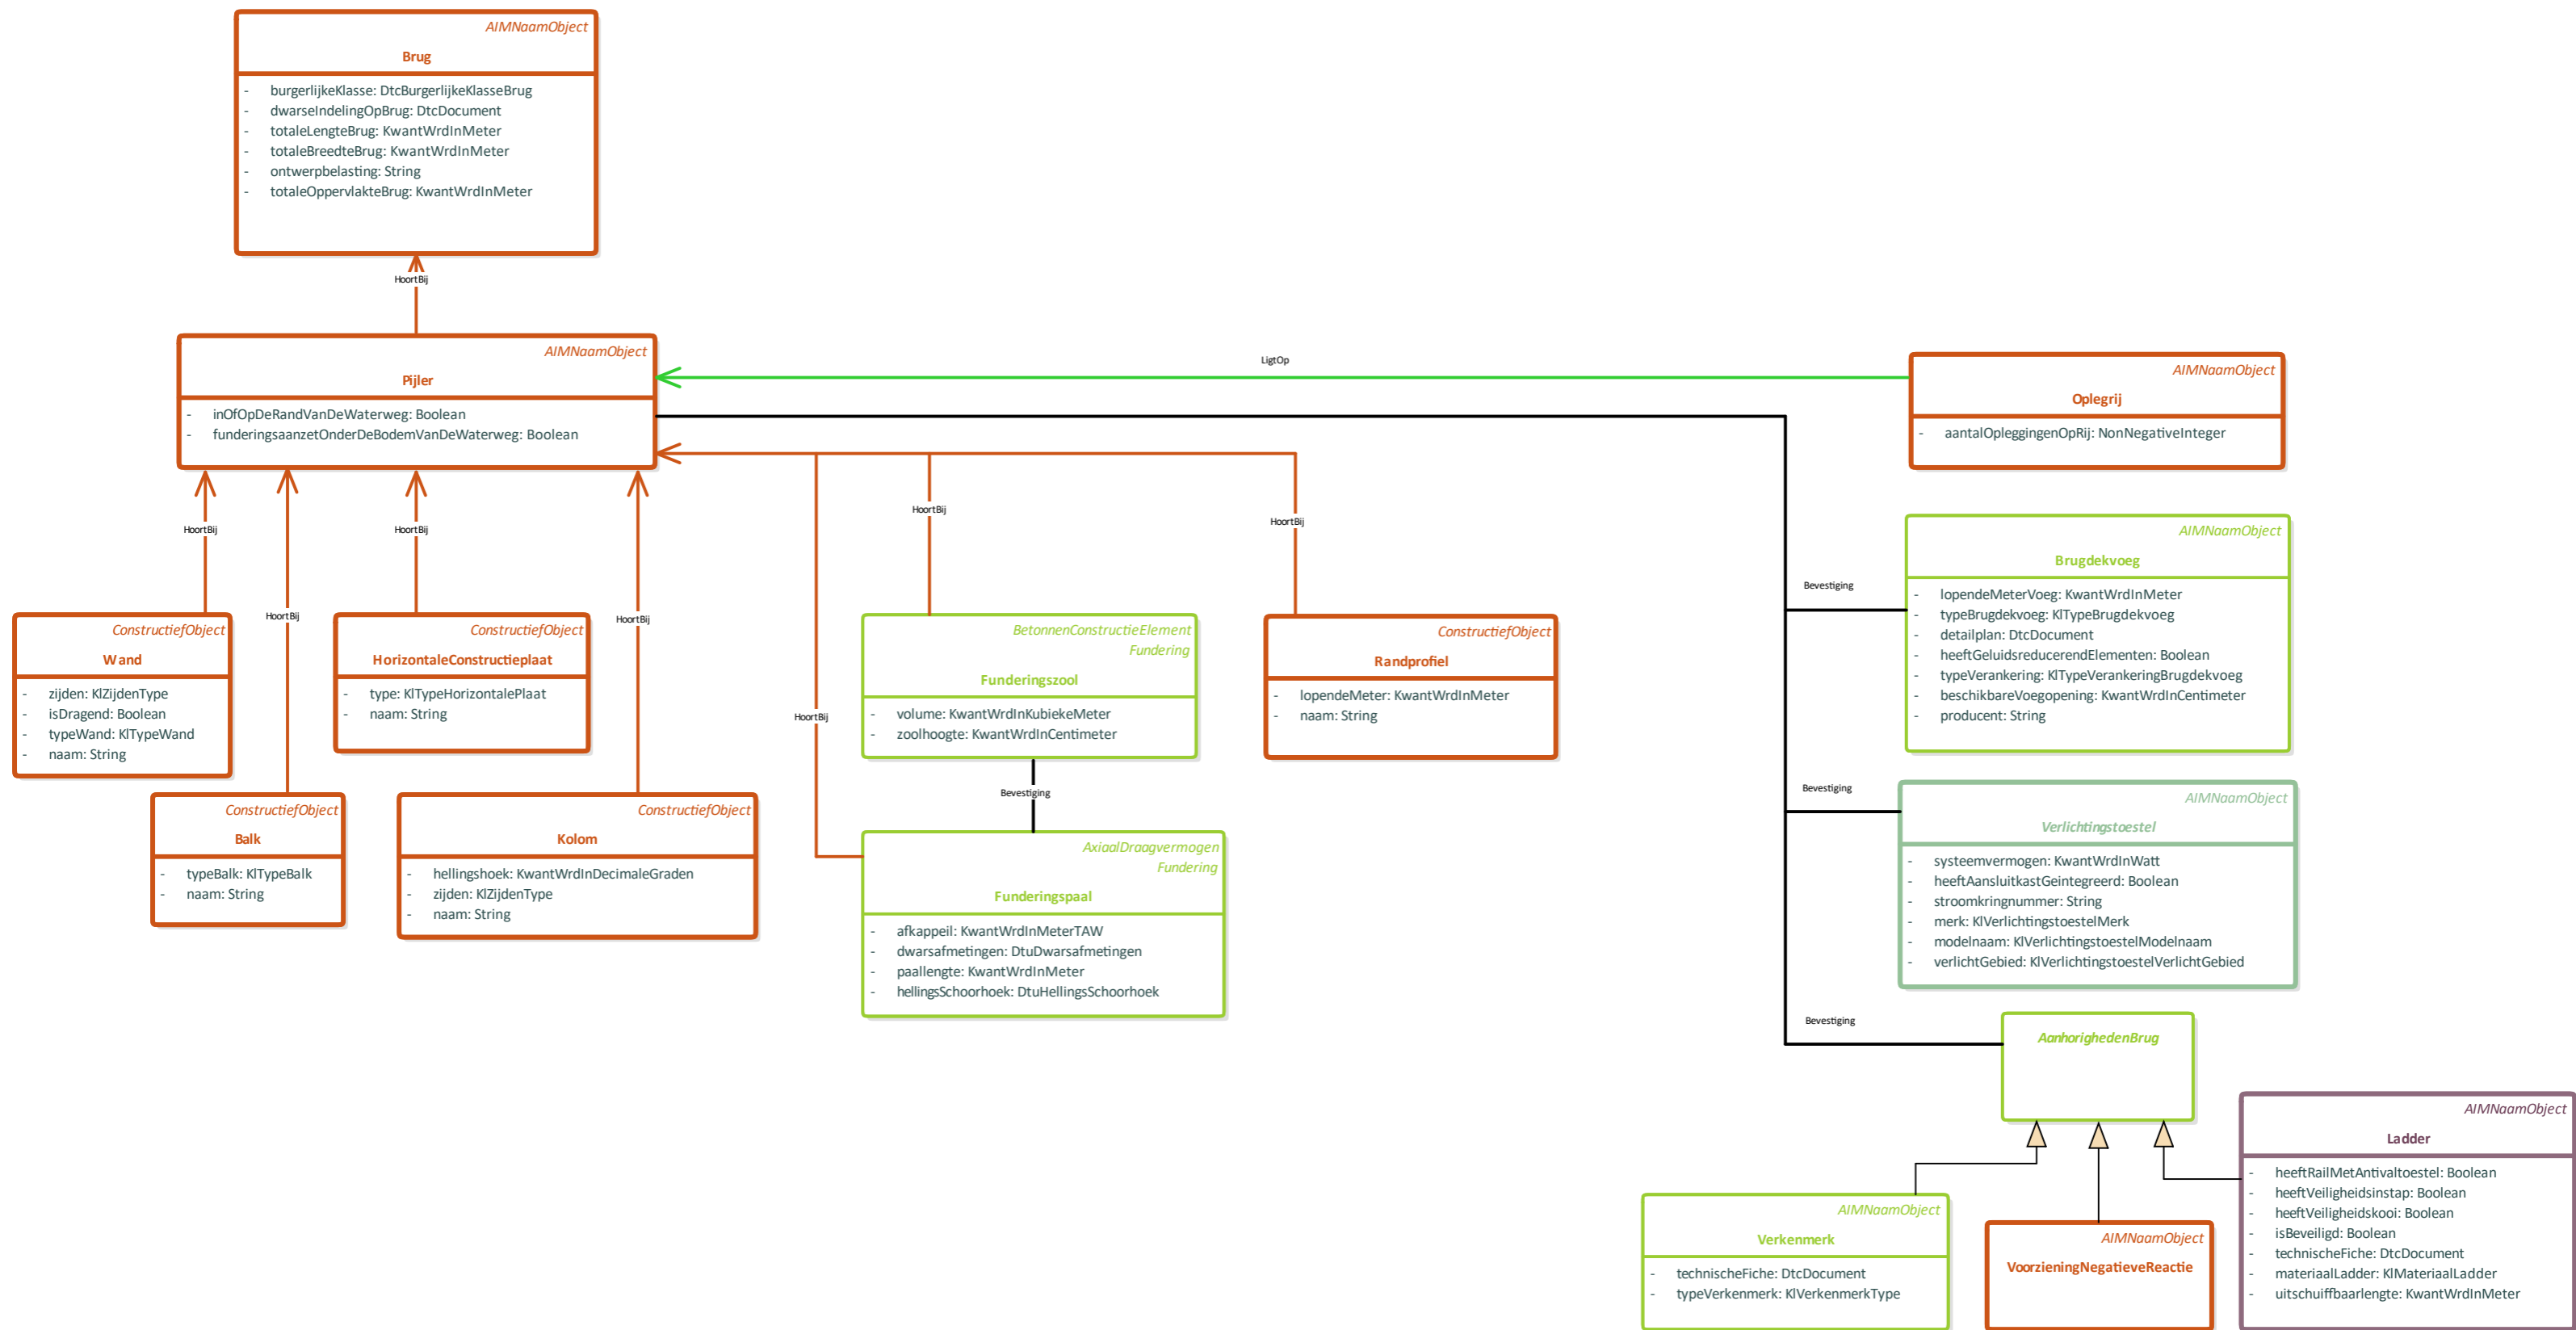 AIMNaamObject
Brug
- burgerlijkeKlasse: DtcBurgerlijkeKlasseBrug
- dwarseIndelingOpBrug: DtcDocument
- totaleLengteBrug: KwantWrdInMeter
- totaleBreedteBrug: KwantWrdInMeter
- ontwerpbelasting: String
- totaleOppervlakteBrug: KwantWrdInMeter
HoortBij
AIMNaamObject
Pijler
- inOfOpDeRandVanDeWaterweg: Boolean
- funderingsaanzetOnderDeBodemVanDeWaterweg: Boolean
LigtOp
AIMNaamObject
Oplegrij
- aantalOpleggingenOpRij: NonNegativeInteger
HoortBij
HoortBij
HoortBij
HoortBij
HoortBij
HoortBij
HoortBij
ConstructiefObject
Wand
- zijden: KlZijdenType
- isDragend: Boolean
- typeWand: KlTypeWand
- naam: String
ConstructiefObject
HorizontaleConstructieplaat
- type: KlTypeHorizontalePlaat
- naam: String
ConstructiefObject
Balk
- typeBalk: KlTypeBalk
- naam: String
ConstructiefObject
Kolom
- hellingshoek: KwantWrdInDecimaleGraden
- zijden: KlZijdenType
- naam: String
BetonnenConstructieElement
Fundering
Funderingszool
- volume: KwantWrdInKubiekeMeter
- zoolhoogte: KwantWrdInCentimeter
Bevestiging
AxiaalDraagvermogen
Fundering
Funderingspaal
- afkappeil: KwantWrdInMeterTAW
- dwarsafmetingen: DtuDwarsafmetingen
- paallengte: KwantWrdInMeter
- hellingsSchoorhoek: DtuHellingsSchoorhoek
ConstructiefObject
Randprofiel
- lopendeMeter: KwantWrdInMeter
- naam: String
Bevestiging
AIMNaamObject
Brugdekvoeg
- lopendeMeterVoeg: KwantWrdInMeter
- typeBrugdekvoeg: KlTypeBrugdekvoeg
- detailplan: DtcDocument
- heeftGeluidsreducerendElementen: Boolean
- typeVerankering: KlTypeVerankeringBrugdekvoeg
- beschikbareVoegopening: KwantWrdInCentimeter
- producent: String
Bevestiging
AIMNaamObject
Verlichtingstoestel
- systeemvermogen: KwantWrdInWatt
- heeftAansluitkastGeintegreerd: Boolean
- stroomkringnummer: String
- merk: KlVerlichtingstoestelMerk
- modelnaam: KlVerlichtingstoestelModelnaam
- verlichtGebied: KlVerlichtingstoestelVerlichtGebied
Bevestiging
AanhorighedenBrug
AIMNaamObject
Verkenmerk
- technischeFiche: DtcDocument
- typeVerkenmerk: KlVerkenmerkType
AIMNaamObject
VoorzieningNegatieveReactie
AIMNaamObject
Ladder
- heeftRailMetAntivaltoestel: Boolean
- heeftVeiligheidsinstap: Boolean
- heeftVeiligheidskooi: Boolean
- isBeveiligd: Boolean
- technischeFiche: DtcDocument
- materiaalLadder: KlMateriaalLadder
- uitschuiffbaarlengte: KwantWrdInMeter